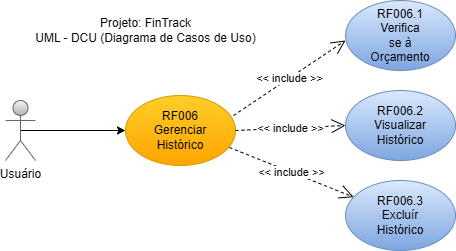 Projeto: FinTrack
UML - DCU (Diagrama de Casos de Uso)
RF006.1
Verifica
se à
Orçamento
<< include >>
RF006
Gerenciar
Histórico
<< include >>
RF006.2
Visualizar
Histórico
Usuário
<< include >>
RF006.3
Excluír
Histórico